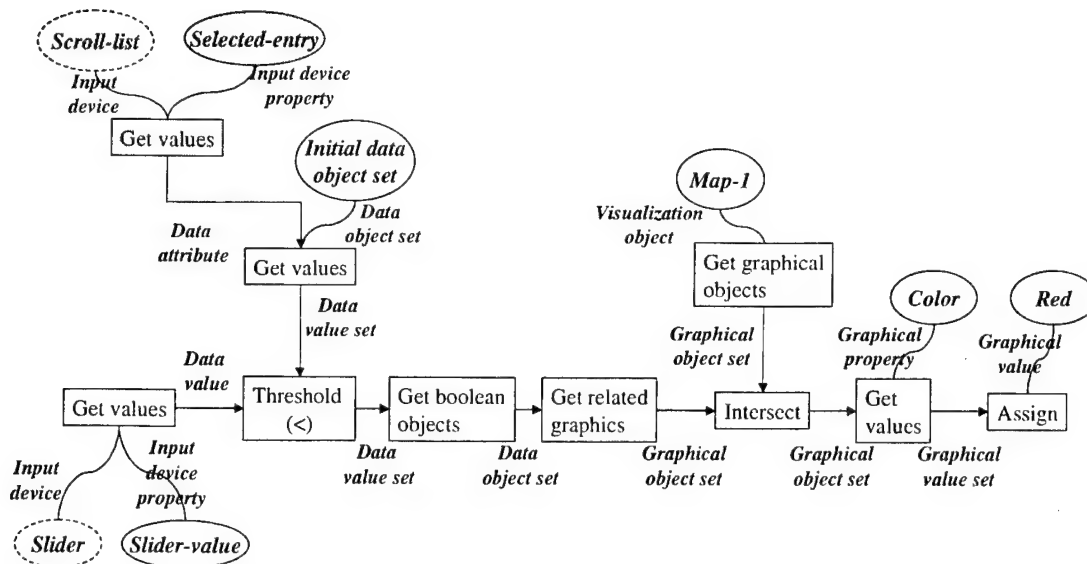 Scroll-list
Selected-entry
Input
device
Input device
property
Get values
Initial data
object set
Map-1
Data
attribute
Data
object set
Visualization
object
Get values
Get graphical
objects
Color
Red
Data
value set
Graphical
object set
Graphical
property
Graphical
value
Data
value
Get values
Threshold
(<)
Get boolean
objects
Get related
graphics
Intersect
Get
values
Assign
Data
value set
Data
object set
Graphical
object set
Graphical
object set
Graphical
value set
Input
device
Input
device
property
Slider
Slider-value